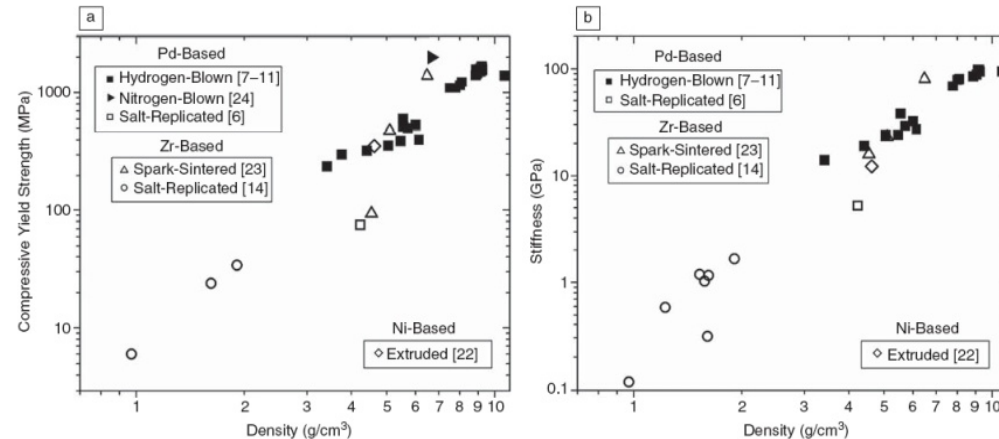 a
Compressive Yield Strength (MPa)
1000
100
10
Pd-Based
Hydrogen-Blown [7–11]
Nitrogen-Blown [24]
Salt-Replicated [6]
Zr-Based
Spark-Sintered [23]
Salt-Replicated [14]
Ni-Based
Extruded [22]
1 2 3 4 5 6 7 8 9 10
Density (g/cm³)
b
Stiffness (GPa)
100
10
1
0.1
Pd-Based
Hydrogen-Blown [7–11]
Salt-Replicated [6]
Zr-Based
Spark-Sintered [23]
Salt-Replicated [14]
Ni-Based
Extruded [22]
1 2 3 4 5 6 7 8 9 10
Density (g/cm³)